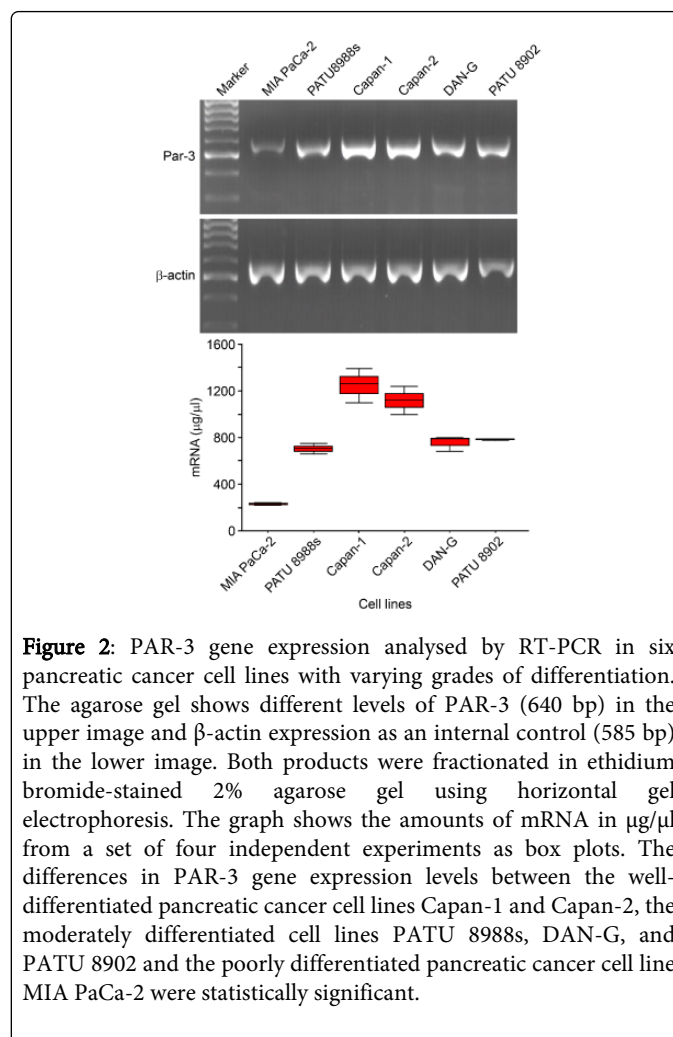 Marker
MIA PaCa-2
PATU8988s
Capan-1
Capan-2
DAN-G
PATU 8902
Par-3
β-actin
1600
1200
800
400
0
mRNA (µg/µl)
MIA PaCa-2
PATU 8988s
Capan-1
Capan-2
DAN-G
PATU 8902
Cell lines
Figure 2: PAR-3 gene expression analysed by RT-PCR in six
pancreatic cancer cell lines with varying grades of differentiation.
The agarose gel shows different levels of PAR-3 (640 bp) in the
upper image and β-actin expression as an internal control (585 bp)
in the lower image. Both products were fractionated in ethidium
bromide-stained 2% agarose gel using horizontal gel
electrophoresis. The graph shows the amounts of mRNA in µg/µl
from a set of four independent experiments as box plots. The
differences in PAR-3 gene expression levels between the well-
differentiated pancreatic cancer cell lines Capan-1 and Capan-2, the
moderately differentiated cell lines PATU 8988s, DAN-G, and
PATU 8902 and the poorly differentiated pancreatic cancer cell line
MIA PaCa-2 were statistically significant.